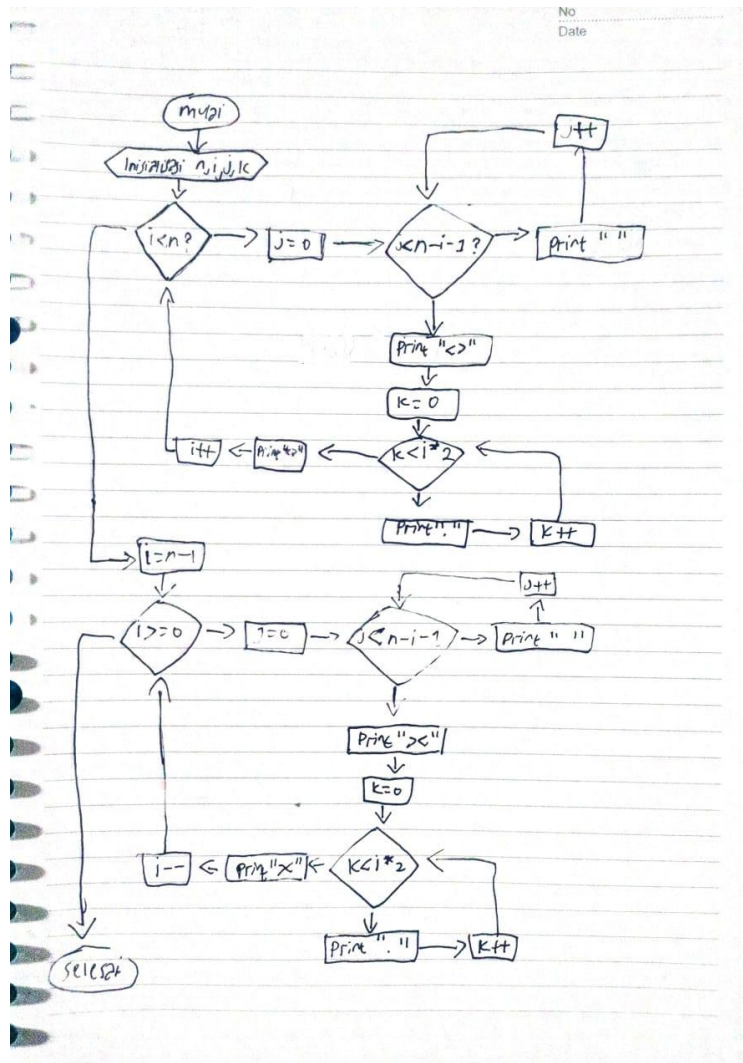 No
Date
mulai
Inisialisasi n,i,j,k
i<n?
j=0
j<n-i-1?
print " "
j++
Print "<>"
k=0
k<i*2
Print "."
k++
Print "<>"
i++
i=n-1
i>=0
j=0
j<n-i-1
Print " "
j++
Print "><"
k=0
k<i*2
Print "."
k++
i--
selesai